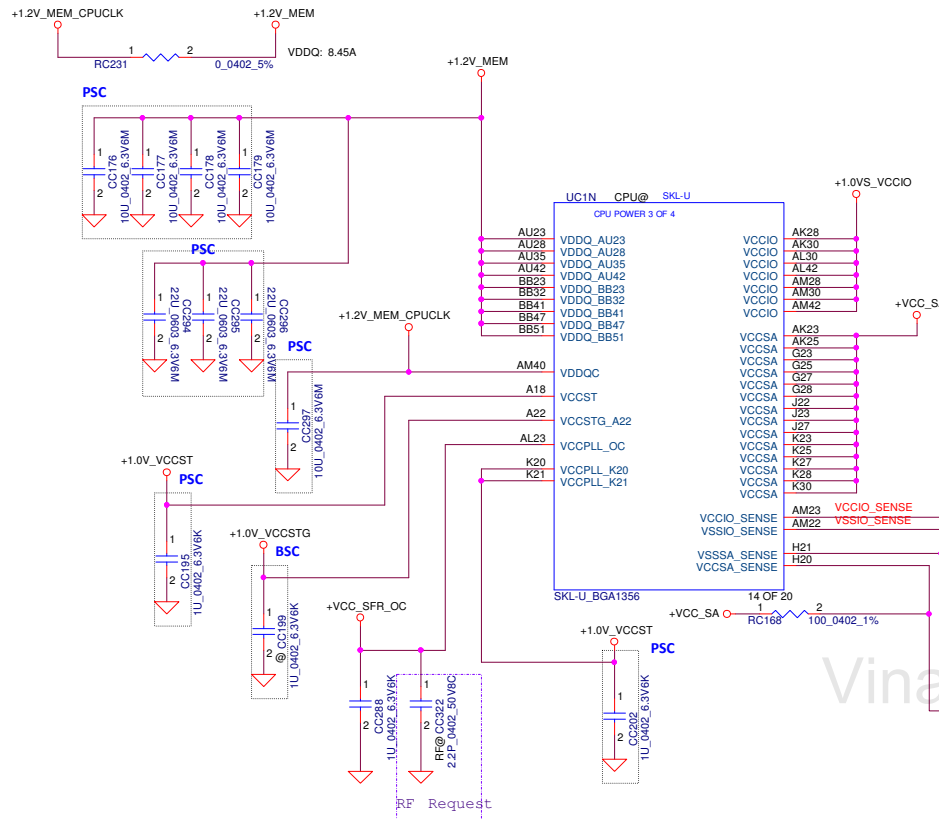 +1.2V_MEM_CPUCLK
+1.2V_MEM
1
2
RC231
0_0402_5%
VDDQ: 8.45A
+1.2V_MEM
PSC
1
2
CC176
10U_0402_6.3V6M
1
2
CC177
10U_0402_6.3V6M
1
2
CC178
10U_0402_6.3V6M
1
2
CC179
10U_0402_6.3V6M
PSC
1
2
CC294
22U_0603_6.3V6M
1
2
CC295
22U_0603_6.3V6M
1
2
CC296
22U_0603_6.3V6M
+1.2V_MEM_CPUCLK
PSC
1
2
CC297
10U_0402_6.3V6M
+1.0V_VCCST
PSC
1
2
CC195
1U_0402_6.3V6K
+1.0V_VCCSTG
BSC
1
2
@ CC199
1U_0402_6.3V6K
+VCC_SFR_OC
1
2
CC288
1U_0402_6.3V6K
1
2
RF@ CC322
2.2P_0402_50V8C
RF Request
+1.0V_VCCST
PSC
1
2
CC202
1U_0402_6.3V6K
UC1N CPU@ SKL-U
CPU POWER 3 OF 4
AU23 VDDQ_AU23
AU28 VDDQ_AU28
AU35 VDDQ_AU35
AU42 VDDQ_AU42
BB23 VDDQ_BB23
BB32 VDDQ_BB32
BB41 VDDQ_BB41
BB47 VDDQ_BB47
BB51 VDDQ_BB51
AM40 VDDQC
A18 VCCST
A22 VCCSTG_A22
AL23 VCCPLL_OC
K20 VCCPLL_K20
K21 VCCPLL_K21
+1.0VS_VCCIO
VCCIO AK28
VCCIO AK30
VCCIO AL30
VCCIO AL42
VCCIO AM28
VCCIO AM30
VCCIO AM42
+VCC_SA
VCCSA AK23
VCCSA AK25
VCCSA G23
VCCSA G25
VCCSA G27
VCCSA G28
VCCSA J22
VCCSA J23
VCCSA J27
VCCSA K23
VCCSA K25
VCCSA K27
VCCSA K28
VCCSA K30
VCCIO_SENSE AM23 VCCIO_SENSE
VSSIO_SENSE AM22 VSSIO_SENSE
VSSSA_SENSE H21
VCCSA_SENSE H20
SKL-U_BGA1356
14 OF 20
+VCC_SA
1
2
RC168
100_0402_1%
Vina